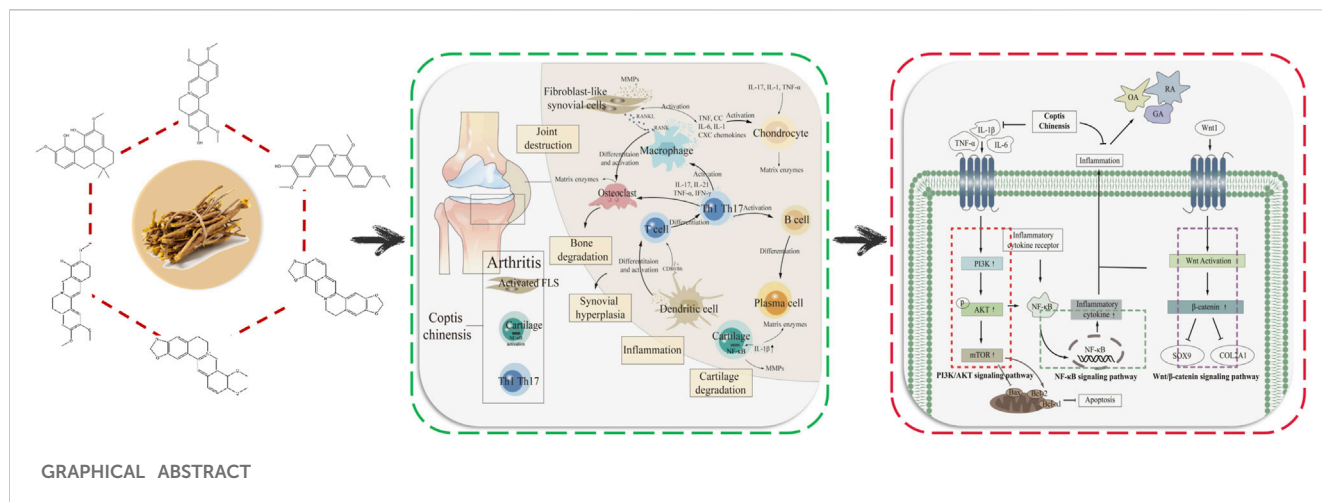 MMPs
Fibroblast-like
synovial cells
Activation
RANKL
RANK
IL-17, IL-1, TNF-α
TNF, CC
IL-6, IL-1
CXC chemokines
Activation
Chondrocyte
Joint
destruction
Macrophage
Differentitaion
and activation
Matrix enzymes
Matrix enzymes
Activation
Osteoclast
IL-17, IL-21
TNF-α, IFN-γ
Th1 Th17
Activation
T cell
Differentiation
B cell
Bone
degradation
Differentiation
Arthritis
Activated FLS
Differentitaion
and activation
Synovial
hyperplasia
Dendritic cell
Plasma cell
Coptis
chinensis
Cartilage
Matrix enzymes
Inflammation
Cartilage
NF-κB
IL-1β↑
MMPs
Th1 Th17
Cartilage
degradation
OA
RA
GA
Coptis
Chinensis
IL-1β
TNF-α
IL-6
Wnt1
Inflammation
Inflammatory
cytokine receptor
PI3K ↑
Wnt Activation
P
AKT ↑
NF-κB
Inflammatory
cytokine ↑
β-catenin ↑
mTOR ↑
NF-κB
SOX9
COL2A1
PI3K/AKT signaling pathway
NF-κB signaling pathway
Wnt/β-catenin signaling pathway
Bax
Bcl-2
Bcl-xl
Apoptosis
GRAPHICAL ABSTRACT